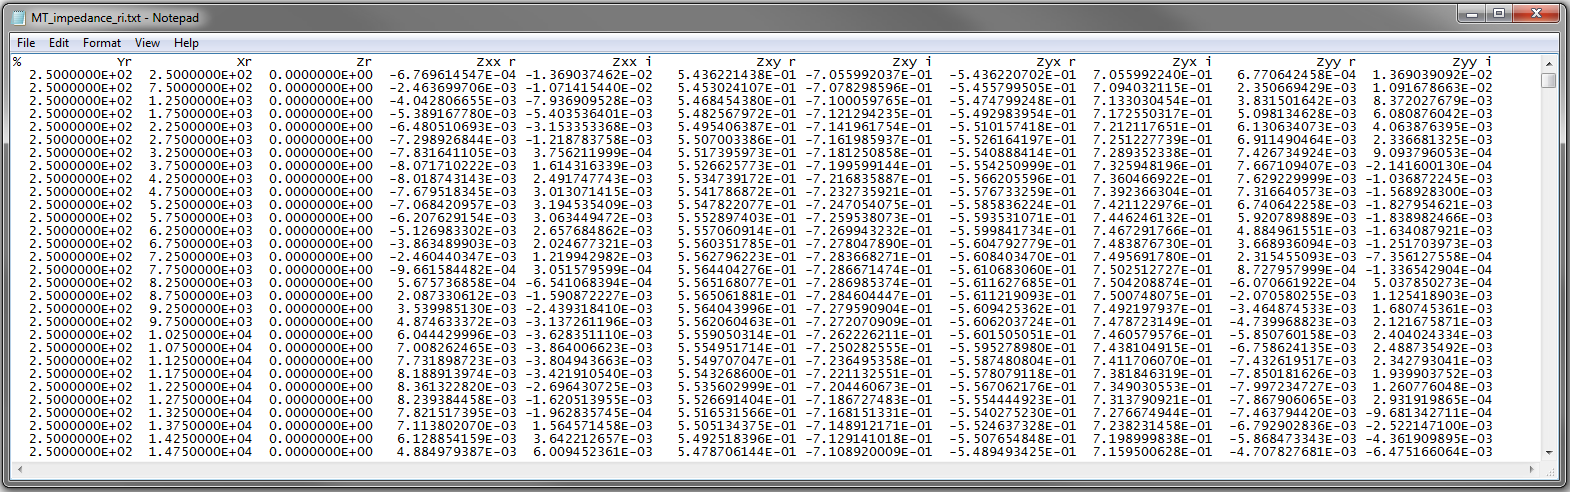 MT_impedance_ri.txt - Notepad
File Edit Format View Help
% Yr Xr Zr Zxx r Zxx i Zxy r Zxy i Zyx r Zyx i Zyy r Zyy i
2.5000000E+02 2.5000000E+02 0.0000000E+00 -6.769614547E-04 -1.369037462E-02 5.436221438E-01 -7.055992037E-01 -5.436220702E-01 7.055992240E-01 6.770642458E-04 1.369039092E-02
2.5000000E+02 7.5000000E+02 0.0000000E+00 -2.463699706E-03 -1.071415440E-02 5.453024107E-01 -7.078298596E-01 -5.455799505E-01 7.094032115E-01 2.350669429E-03 1.091678663E-02
2.5000000E+02 1.2500000E+03 0.0000000E+00 -4.042806655E-03 -7.936909528E-03 5.468454380E-01 -7.100059765E-01 -5.474799248E-01 7.133030454E-01 3.831501642E-03 8.372027679E-03
2.5000000E+02 1.7500000E+03 0.0000000E+00 -5.389167780E-03 -5.403536401E-03 5.482567972E-01 -7.121294235E-01 -5.492983954E-01 7.172550317E-01 5.098134628E-03 6.080876042E-03
2.5000000E+02 2.2500000E+03 0.0000000E+00 -6.480510693E-03 -3.153353368E-03 5.495406387E-01 -7.141961754E-01 -5.510157418E-01 7.212117651E-01 6.130634073E-03 4.063876395E-03
2.5000000E+02 2.7500000E+03 0.0000000E+00 -7.298926844E-03 -1.218783758E-03 5.507003386E-01 -7.161985937E-01 -5.526164197E-01 7.251227739E-01 6.911490464E-03 2.336681325E-03
2.5000000E+02 3.2500000E+03 0.0000000E+00 -7.831641105E-03 3.756211999E-04 5.517395973E-01 -7.181250858E-01 -5.540888414E-01 7.289352338E-01 7.426734924E-03 9.093796053E-04
2.5000000E+02 3.7500000E+03 0.0000000E+00 -8.071710222E-03 1.614316339E-03 5.526625773E-01 -7.199599144E-01 -5.554250999E-01 7.325948196E-01 7.667109407E-03 -2.141600130E-04
2.5000000E+02 4.2500000E+03 0.0000000E+00 -8.018743143E-03 2.491747743E-03 5.534739172E-01 -7.216835887E-01 -5.566205596E-01 7.360466922E-01 7.629229999E-03 -1.036872245E-03
2.5000000E+02 4.7500000E+03 0.0000000E+00 -7.679518345E-03 3.013071415E-03 5.541786872E-01 -7.232735921E-01 -5.576733259E-01 7.392366304E-01 7.316640573E-03 -1.568928300E-03
2.5000000E+02 5.2500000E+03 0.0000000E+00 -7.068420957E-03 3.194535409E-03 5.547822077E-01 -7.247054075E-01 -5.585836224E-01 7.421122976E-01 6.740642258E-03 -1.827954621E-03
2.5000000E+02 5.7500000E+03 0.0000000E+00 -6.207629154E-03 3.063449472E-03 5.552897403E-01 -7.259538073E-01 -5.593531071E-01 7.446246132E-01 5.920789889E-03 -1.838982466E-03
2.5000000E+02 6.2500000E+03 0.0000000E+00 -5.126983302E-03 2.657684862E-03 5.557060914E-01 -7.269943232E-01 -5.599841734E-01 7.467291766E-01 4.884961551E-03 -1.634087921E-03
2.5000000E+02 6.7500000E+03 0.0000000E+00 -3.863489903E-03 2.024677321E-03 5.560351785E-01 -7.278047890E-01 -5.604792779E-01 7.483876730E-01 3.668936094E-03 -1.251703973E-03
2.5000000E+02 7.2500000E+03 0.0000000E+00 -2.460440347E-03 1.219942982E-03 5.562796223E-01 -7.283668271E-01 -5.608403470E-01 7.495691780E-01 2.315455093E-03 -7.356127558E-04
2.5000000E+02 7.7500000E+03 0.0000000E+00 -9.661584482E-04 3.051579599E-04 5.564404276E-01 -7.286671474E-01 -5.610683060E-01 7.502512727E-01 8.727957999E-04 -1.336542904E-04
2.5000000E+02 8.2500000E+03 0.0000000E+00 5.675736858E-04 -6.541068394E-04 5.565168077E-01 -7.286985374E-01 -5.611627685E-01 7.504208874E-01 -6.070661922E-04 5.037850273E-04
2.5000000E+02 8.7500000E+03 0.0000000E+00 2.087330612E-03 -1.590872227E-03 5.565061881E-01 -7.284604447E-01 -5.611219093E-01 7.500748075E-01 -2.070580255E-03 1.125418903E-03
2.5000000E+02 9.2500000E+03 0.0000000E+00 3.539985130E-03 -2.439318410E-03 5.564043996E-01 -7.279590904E-01 -5.609425362E-01 7.492197937E-01 -3.464874533E-03 1.680745361E-03
2.5000000E+02 9.7500000E+03 0.0000000E+00 4.874633372E-03 -3.137261196E-03 5.562060463E-01 -7.272070909E-01 -5.606203724E-01 7.478723149E-01 -4.739968823E-03 2.121675871E-03
2.5000000E+02 1.0250000E+04 0.0000000E+00 6.044429996E-03 -3.628351110E-03 5.559050314E-01 -7.262226211E-01 -5.601505051E-01 7.460579576E-01 -5.850760158E-03 2.404024334E-03
2.5000000E+02 1.0750000E+04 0.0000000E+00 7.008262465E-03 -3.864006623E-03 5.554951714E-01 -7.250282555E-01 -5.595278980E-01 7.438104915E-01 -6.758624135E-03 2.488735492E-03
2.5000000E+02 1.1250000E+04 0.0000000E+00 7.731898723E-03 -3.804943663E-03 5.549707047E-01 -7.236495358E-01 -5.587480804E-01 7.411706070E-01 -7.432619517E-03 2.342793041E-03
2.5000000E+02 1.1750000E+04 0.0000000E+00 8.188913974E-03 -3.421910540E-03 5.543268600E-01 -7.221132551E-01 -5.578079118E-01 7.381846319E-01 -7.850181626E-03 1.939903752E-03
2.5000000E+02 1.2250000E+04 0.0000000E+00 8.361322820E-03 -2.696430725E-03 5.535602999E-01 -7.204460673E-01 -5.567062176E-01 7.349030553E-01 -7.997234727E-03 1.260776048E-03
2.5000000E+02 1.2750000E+04 0.0000000E+00 8.239384458E-03 -1.620513955E-03 5.526691404E-01 -7.186727483E-01 -5.554444923E-01 7.313790921E-01 -7.867906065E-03 2.931919865E-04
2.5000000E+02 1.3250000E+04 0.0000000E+00 7.821517395E-03 -1.962835745E-04 5.516531566E-01 -7.168151331E-01 -5.540275230E-01 7.276674944E-01 -7.463794420E-03 -9.681342711E-04
2.5000000E+02 1.3750000E+04 0.0000000E+00 7.113802070E-03 1.564571458E-03 5.505134375E-01 -7.148912171E-01 -5.524637328E-01 7.238231458E-01 -6.792902836E-03 -2.522147100E-03
2.5000000E+02 1.4250000E+04 0.0000000E+00 6.128854159E-03 3.642212657E-03 5.492518396E-01 -7.129141018E-01 -5.507654848E-01 7.198999838E-01 -5.868473343E-03 -4.361909895E-03
2.5000000E+02 1.4750000E+04 0.0000000E+00 4.884979387E-03 6.009452361E-03 5.478706144E-01 -7.108920009E-01 -5.489493425E-01 7.159500628E-01 -4.707827681E-03 -6.475166064E-03